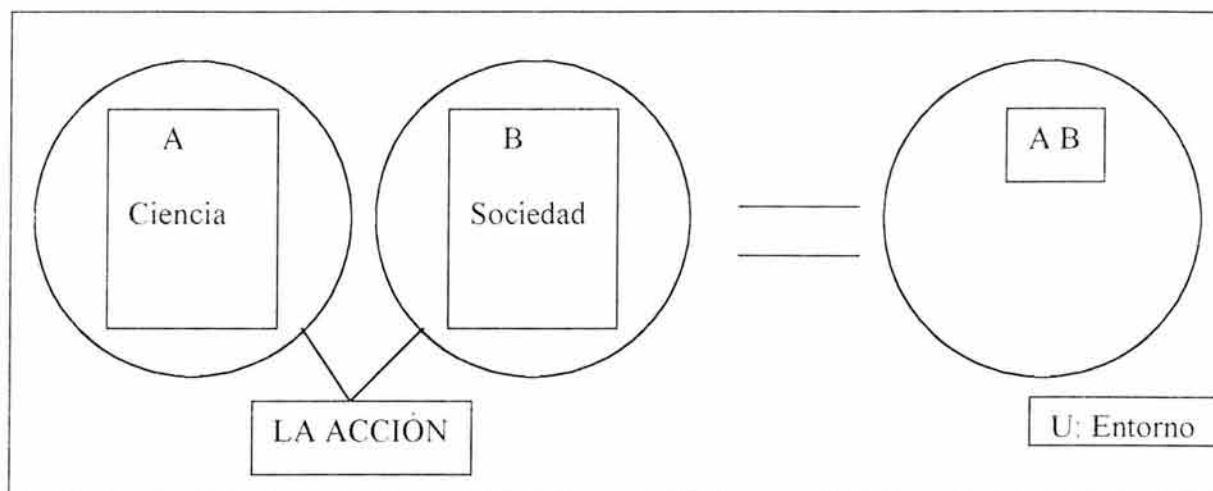 A
Ciencia
B
Sociedad
A B
LA ACCIÓN
U: Entorno